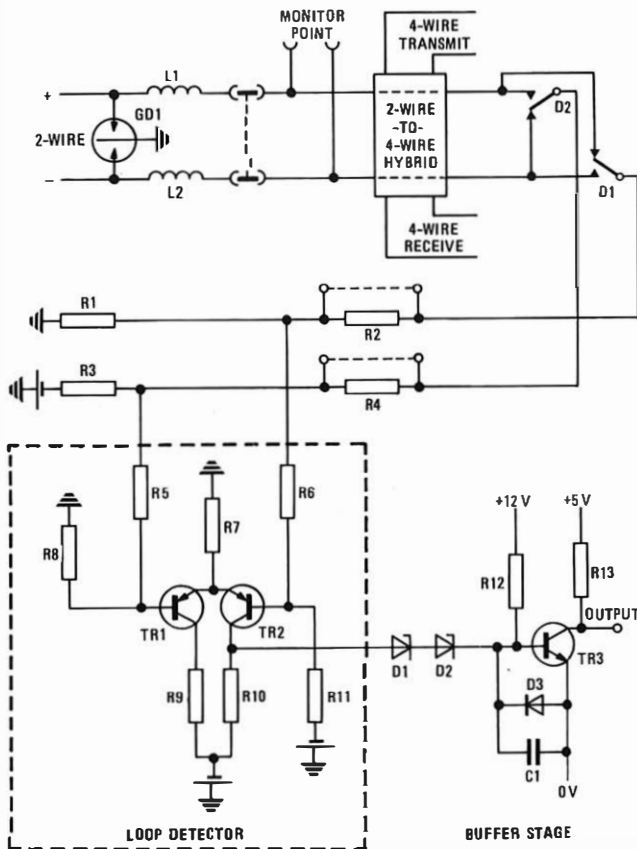 MONITOR
POINT
4-WIRE
TRANSMIT
L1
+
GD1
2-WIRE
−
L2
2-WIRE
-TO-
4-WIRE
HYBRID
D2
D1
4-WIRE
RECEIVE
R1
R2
R3
R4
R5
R6
R7
R8
+12 V
+5 V
R12
R13
OUTPUT
TR1
TR2
TR3
D1
D2
R9
R10
R11
D3
C1
0V
LOOP DETECTOR
BUFFER STAGE